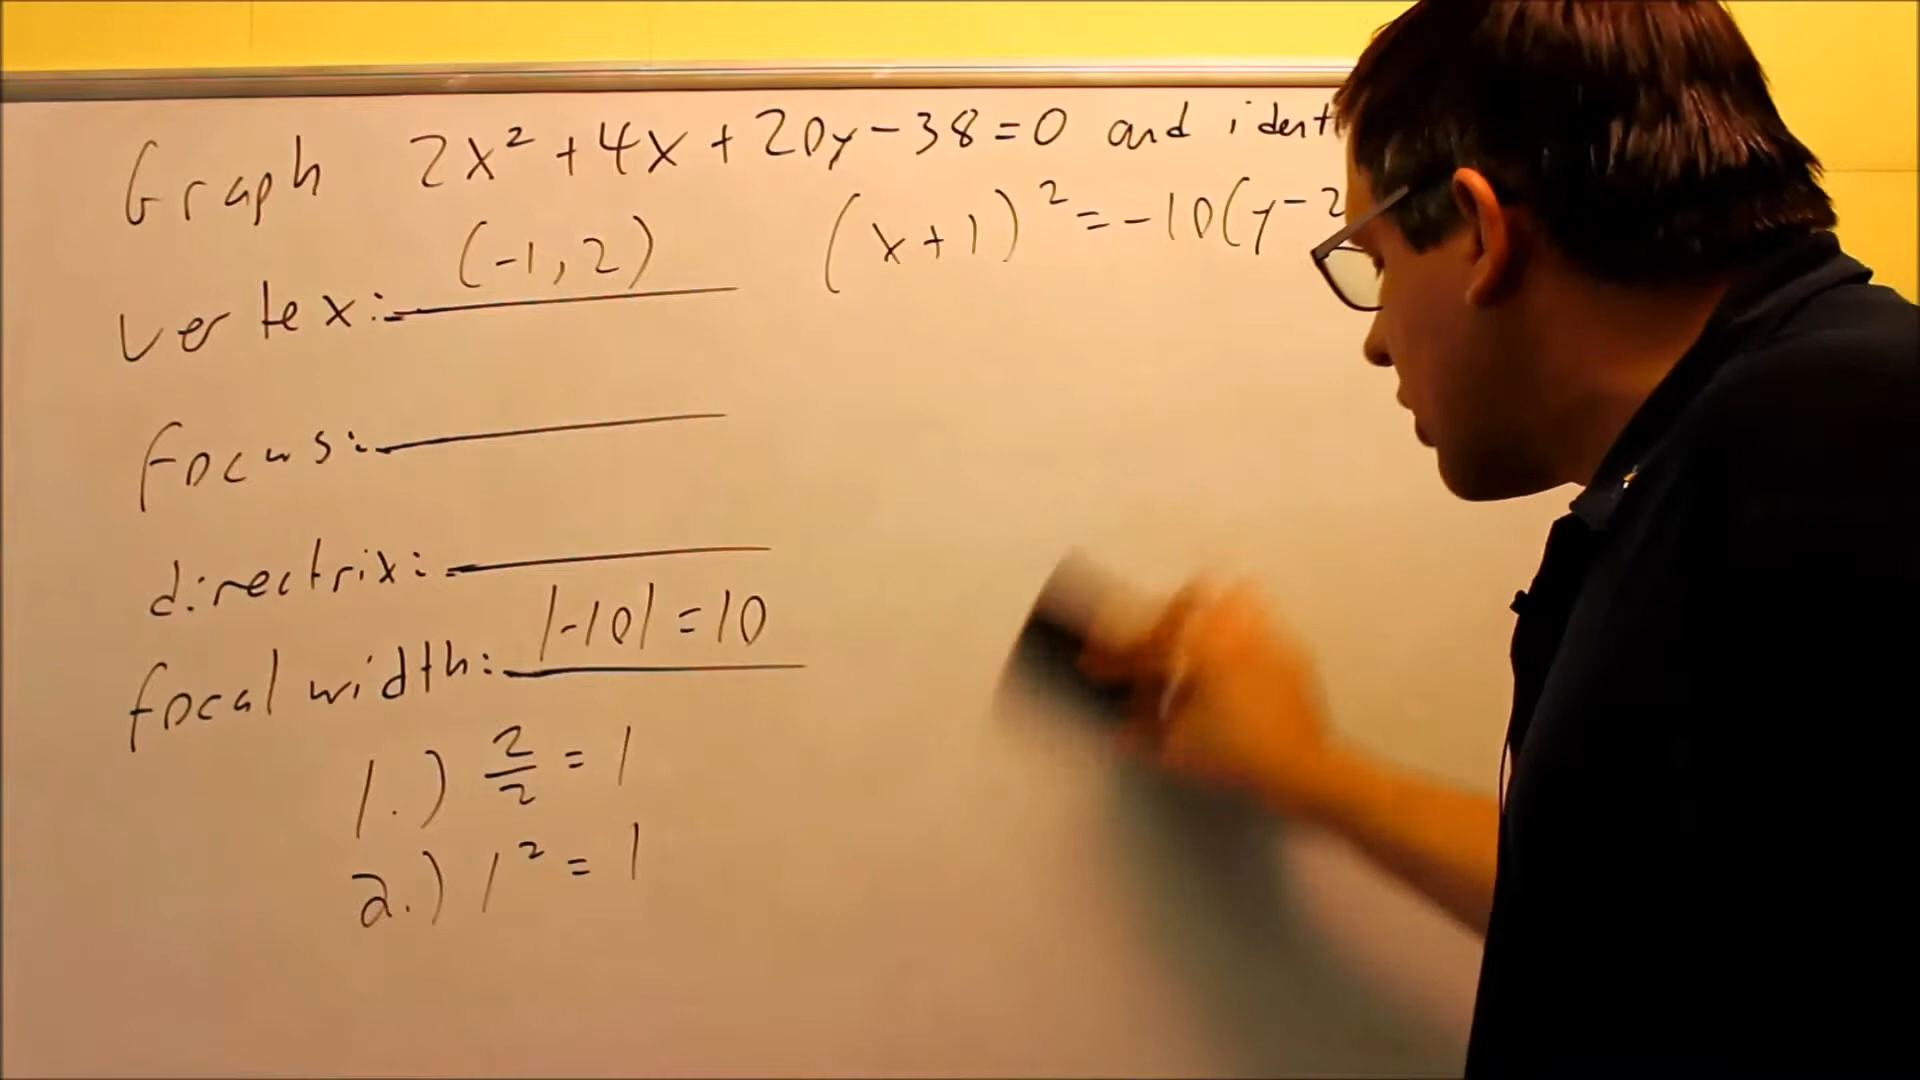 Graph 2x² + 4x + 20y - 38 = 0 and
(x + 1)² = -10(y - 2
vertex: (-1, 2)
focus:
directrix:
focal width: |-10| = 10
1.) 2/2 = 1
2.) 1² = 1